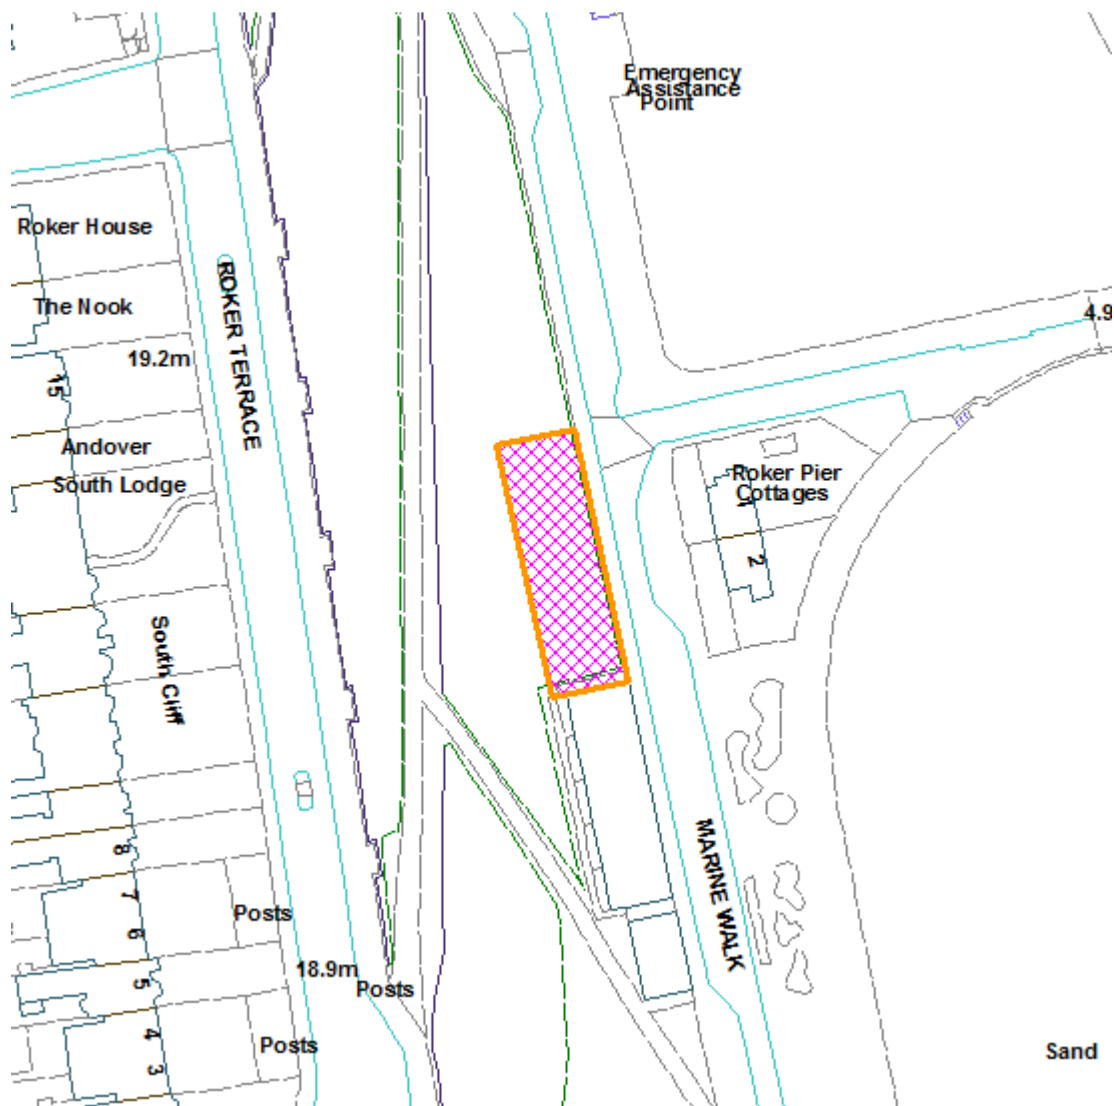 Emergency
Assistance
Point
Roker House
ROKER TERRACE
The Nook
4.9
19.2m
15
Andover
South Lodge
Roker Pier
Cottages
1
2
South Cliff
8
7
6
5
4
3
Posts
MARINE WALK
18.9m
Posts
Posts
Sand